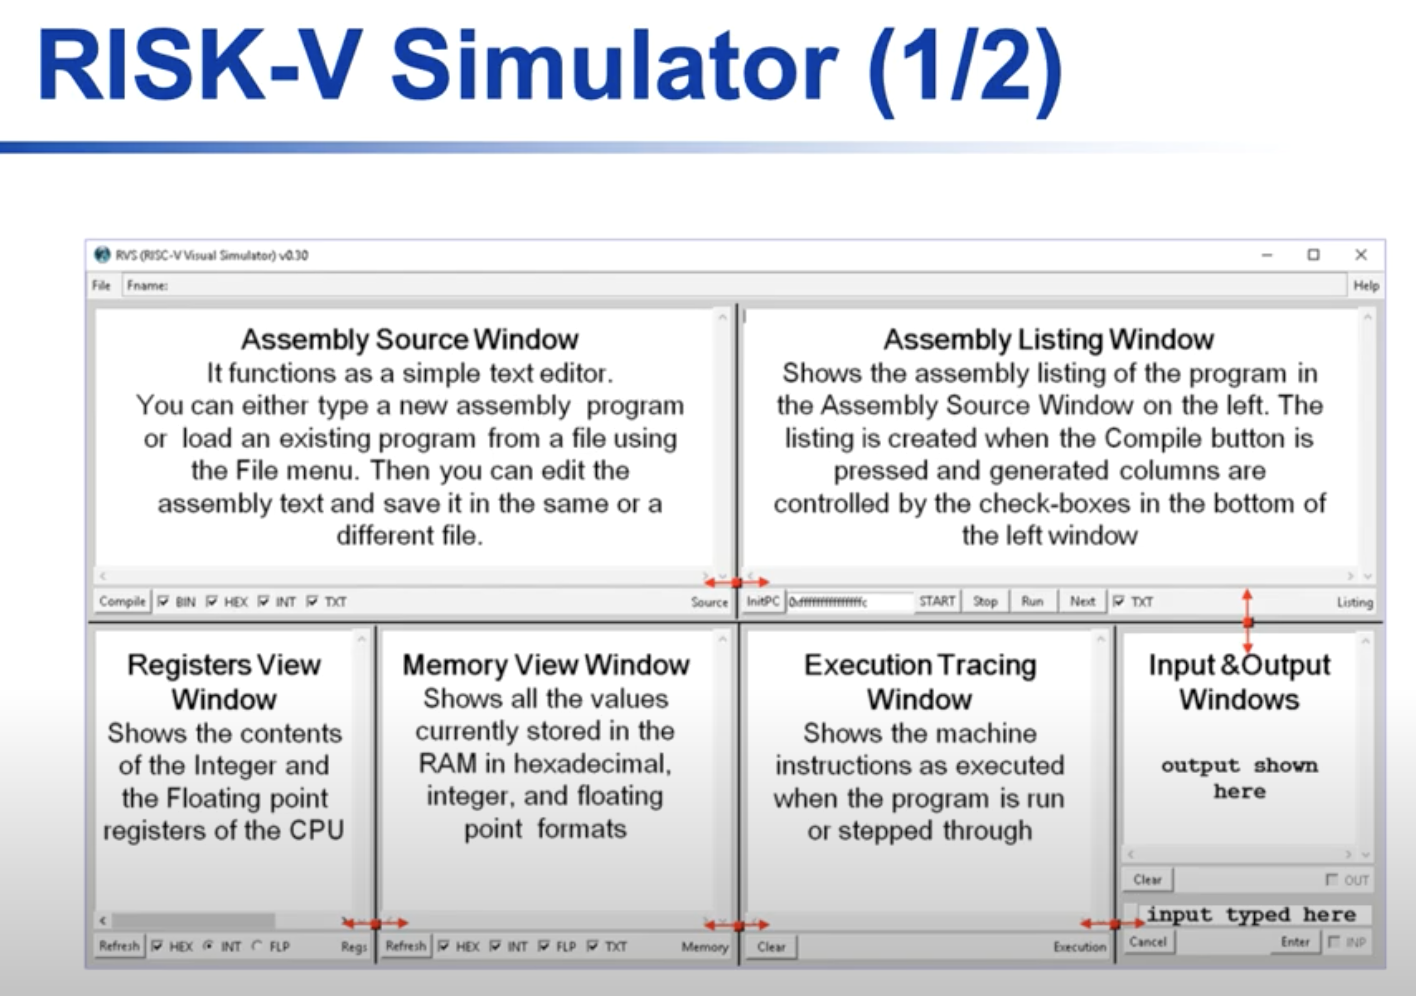 RISK-V Simulator (1/2)
RVS (RISC-V Visual Simulator) v0.30
File Fname: Help
Assembly Source Window
It functions as a simple text editor.
You can either type a new assembly program
or load an existing program from a file using
the File menu. Then you can edit the
assembly text and save it in the same or a
different file.
Compile BIN HEX INT TXT Source
Assembly Listing Window
Shows the assembly listing of the program in
the Assembly Source Window on the left. The
listing is created when the Compile button is
pressed and generated columns are
controlled by the check-boxes in the bottom of
the left window
InitPC START Stop Run Next TXT Listing
Registers View
Window
Shows the contents
of the Integer and
the Floating point
registers of the CPU
Refresh HEX INT FLP Regs
Memory View Window
Shows all the values
currently stored in the
RAM in hexadecimal,
integer, and floating
point formats
Refresh HEX INT FLP TXT Memory
Execution Tracing
Window
Shows the machine
instructions as executed
when the program is run
or stepped through
Clear Execution
Input &Output
Windows
output shown
here
Clear OUT
input typed here
Cancel Enter INP